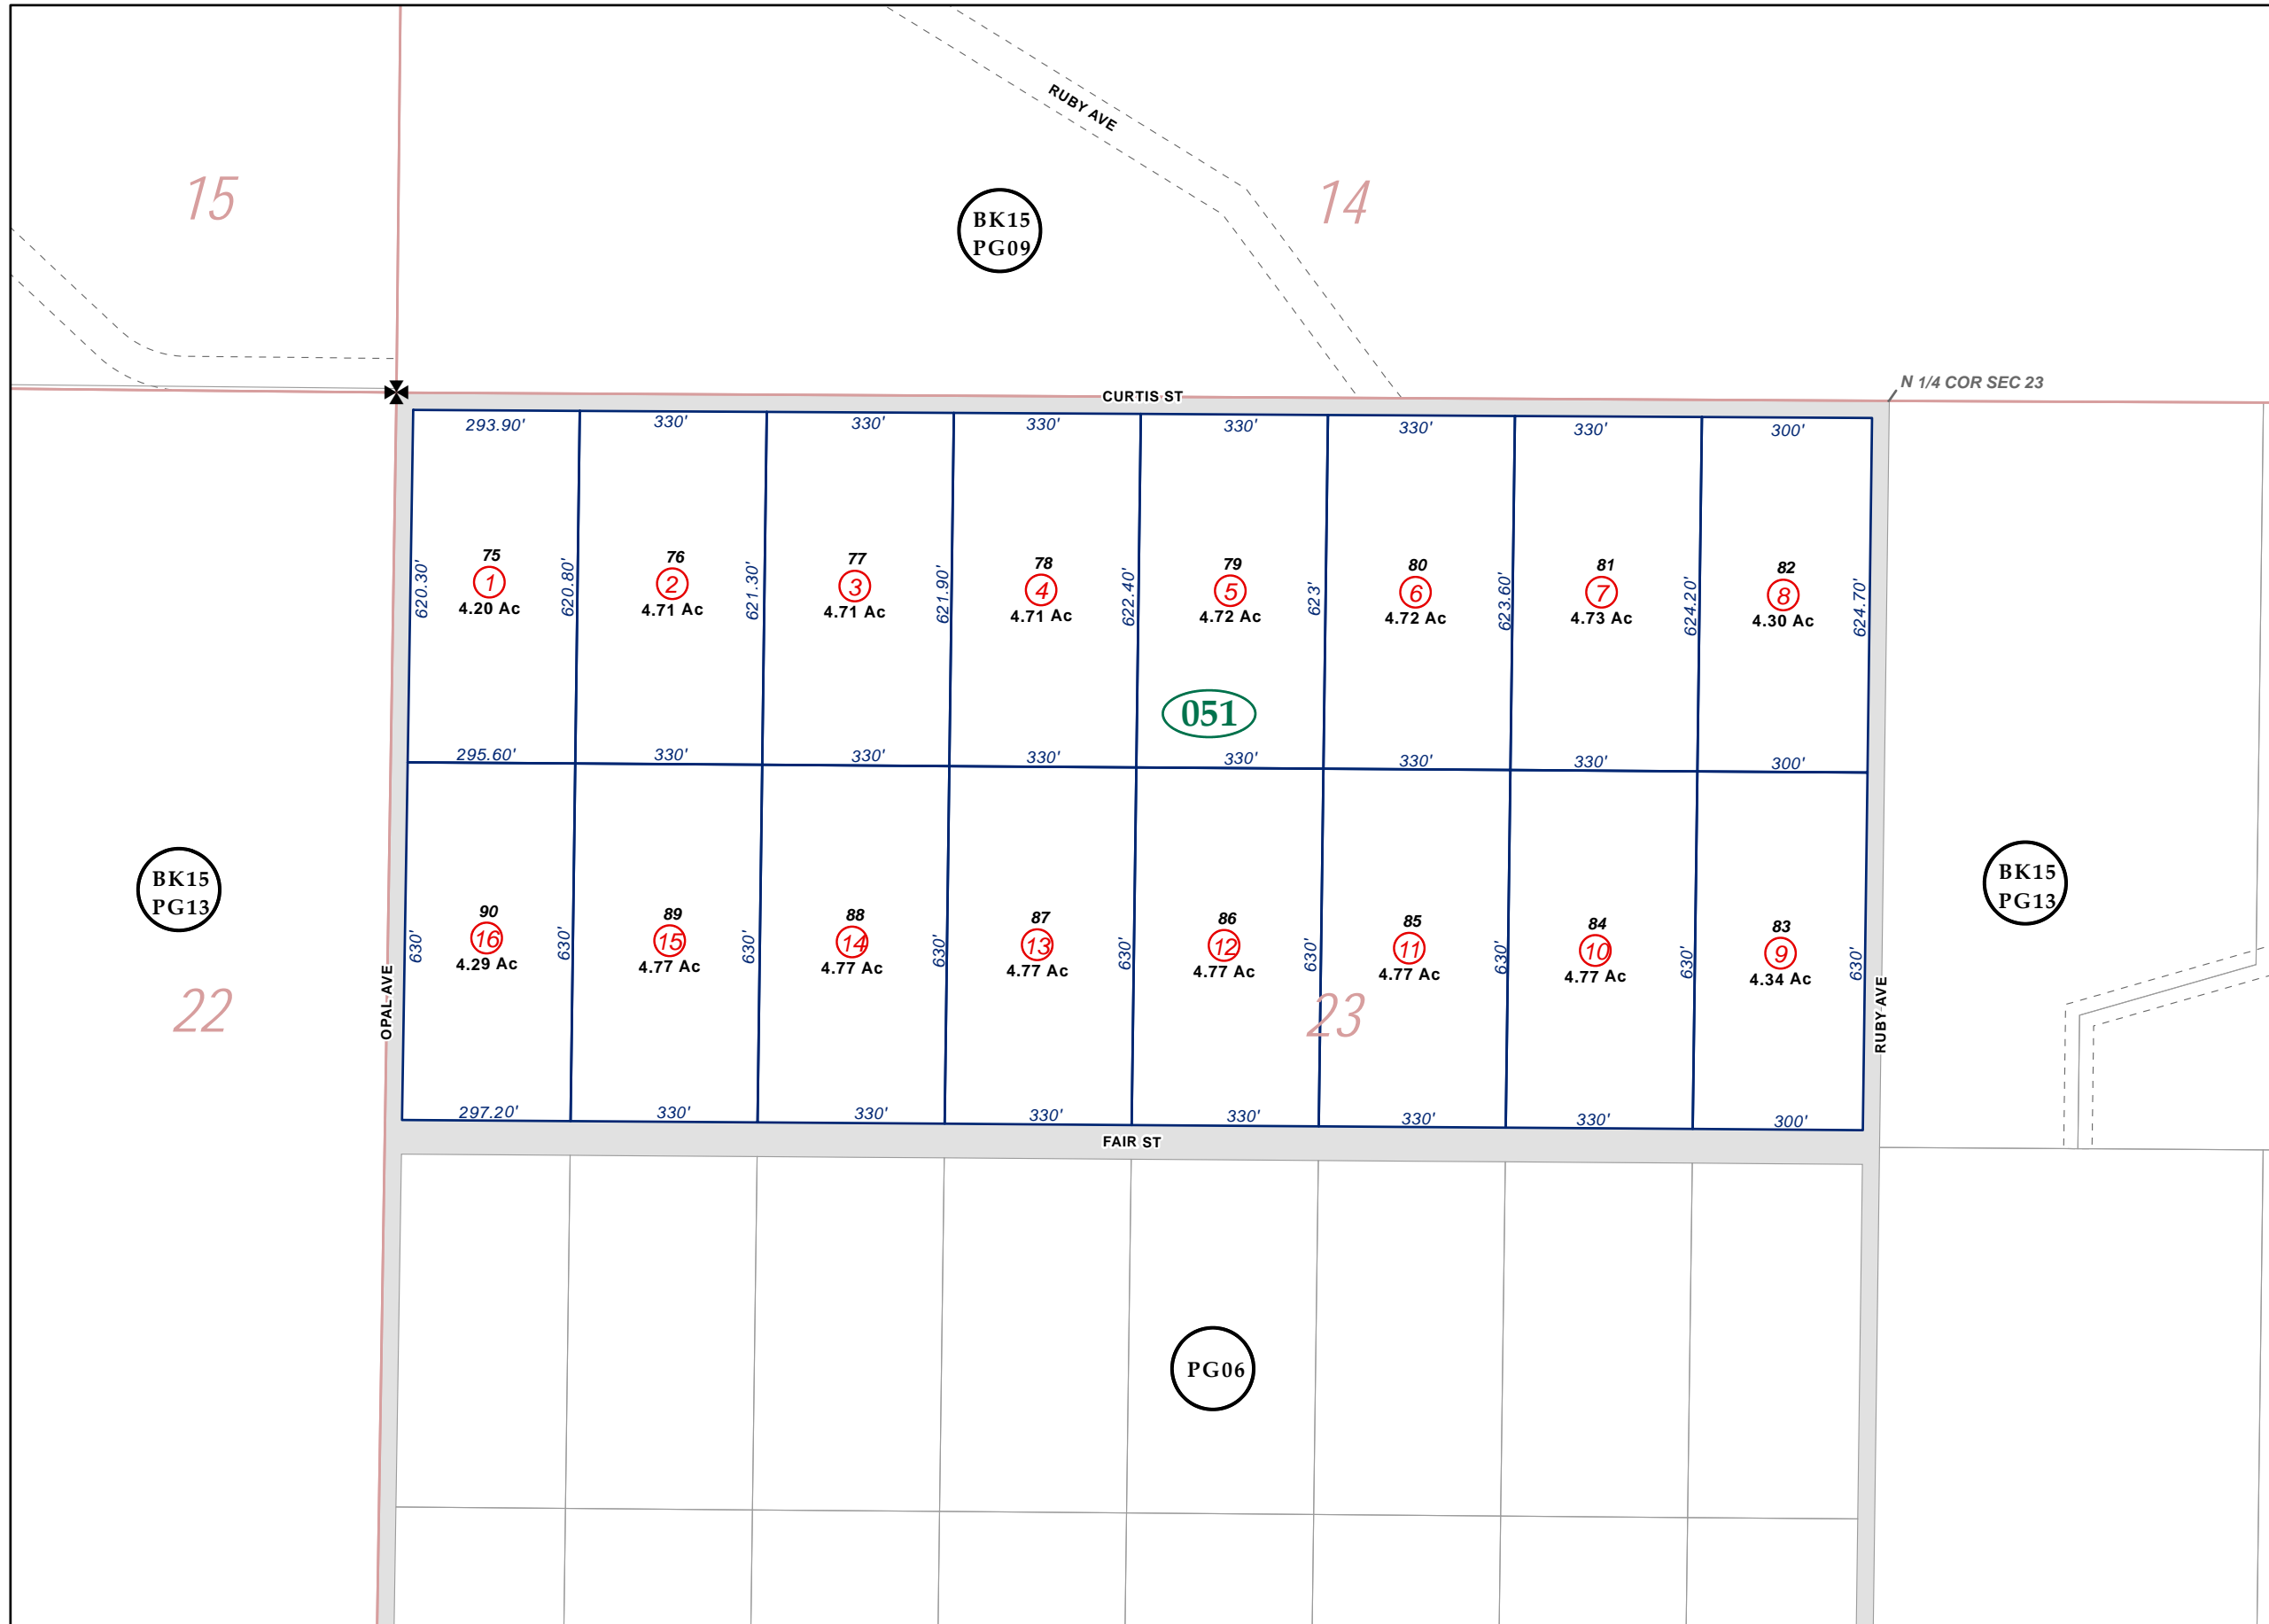 RUBY AVE
15
14
BK15
PG09
N 1/4 COR SEC 23
CURTIS ST
293.90'
330'
330'
330'
330'
330'
330'
300'
620.30'
75
1
4.20 Ac
620.80'
76
2
4.71 Ac
621.30'
77
3
4.71 Ac
621.90'
78
4
4.71 Ac
622.40'
79
5
4.72 Ac
623'
80
6
4.72 Ac
623.60'
81
7
4.73 Ac
624.20'
82
8
4.30 Ac
624.70'
051
295.60'
330'
330'
330'
330'
330'
330'
300'
BK15
PG13
BK15
PG13
22
OPAL AVE
630'
90
16
4.29 Ac
630'
89
15
4.77 Ac
630'
88
14
4.77 Ac
630'
87
13
4.77 Ac
630'
86
12
4.77 Ac
630'
85
11
4.77 Ac
630'
84
10
4.77 Ac
630'
83
9
4.34 Ac
630'
RUBY AVE
23
297.20'
330'
330'
330'
330'
330'
330'
300'
FAIR ST
PG06